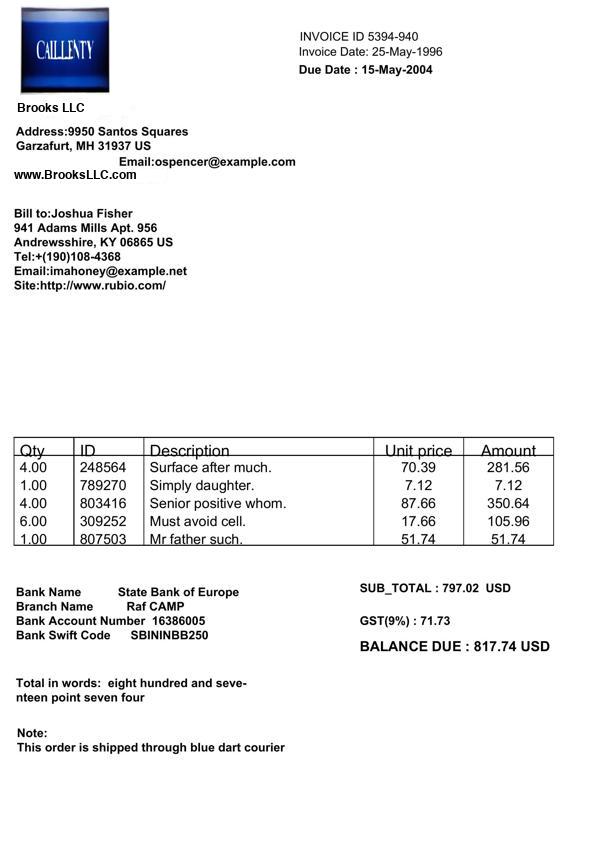 CAILLENTY
INVOICE ID 5394-940
Invoice Date: 25-May-1996
Due Date : 15-May-2004
Brooks LLC
Address:9950 Santos Squares
Garzafurt, MH 31937 US
Email:ospencer@example.com
www.BrooksLLC.com
Bill to:Joshua Fisher
941 Adams Mills Apt. 956
Andrewsshire, KY 06865 US
Tel:+(190)108-4368
Email:imahoney@example.net
Site:http://www.rubio.com/
Qty ID Description Unit price Amount
4.00 248564 Surface after much. 70.39 281.56
1.00 789270 Simply daughter. 7.12 7.12
4.00 803416 Senior positive whom. 87.66 350.64
6.00 309252 Must avoid cell. 17.66 105.96
1.00 807503 Mr father such. 51.74 51.74
Bank Name State Bank of Europe
Branch Name Raf CAMP
Bank Account Number 16386005
Bank Swift Code SBININBB250
SUB_TOTAL : 797.02 USD
GST(9%) : 71.73
BALANCE DUE : 817.74 USD
Total in words: eight hundred and seve-
nteen point seven four
Note:
This order is shipped through blue dart courier